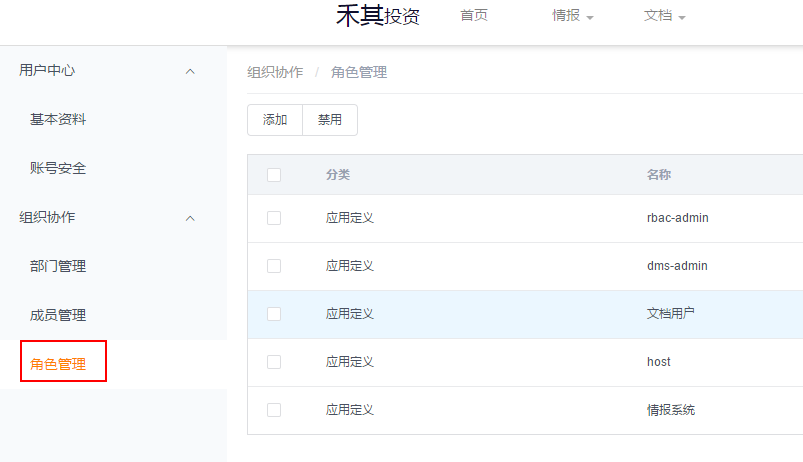 禾其投资 首页 情报 文档
用户中心
基本资料
账号安全
组织协作
部门管理
成员管理
角色管理
组织协作 / 角色管理
添加 禁用
分类 名称
应用定义 rbac-admin
应用定义 dms-admin
应用定义 文档用户
应用定义 host
应用定义 情报系统